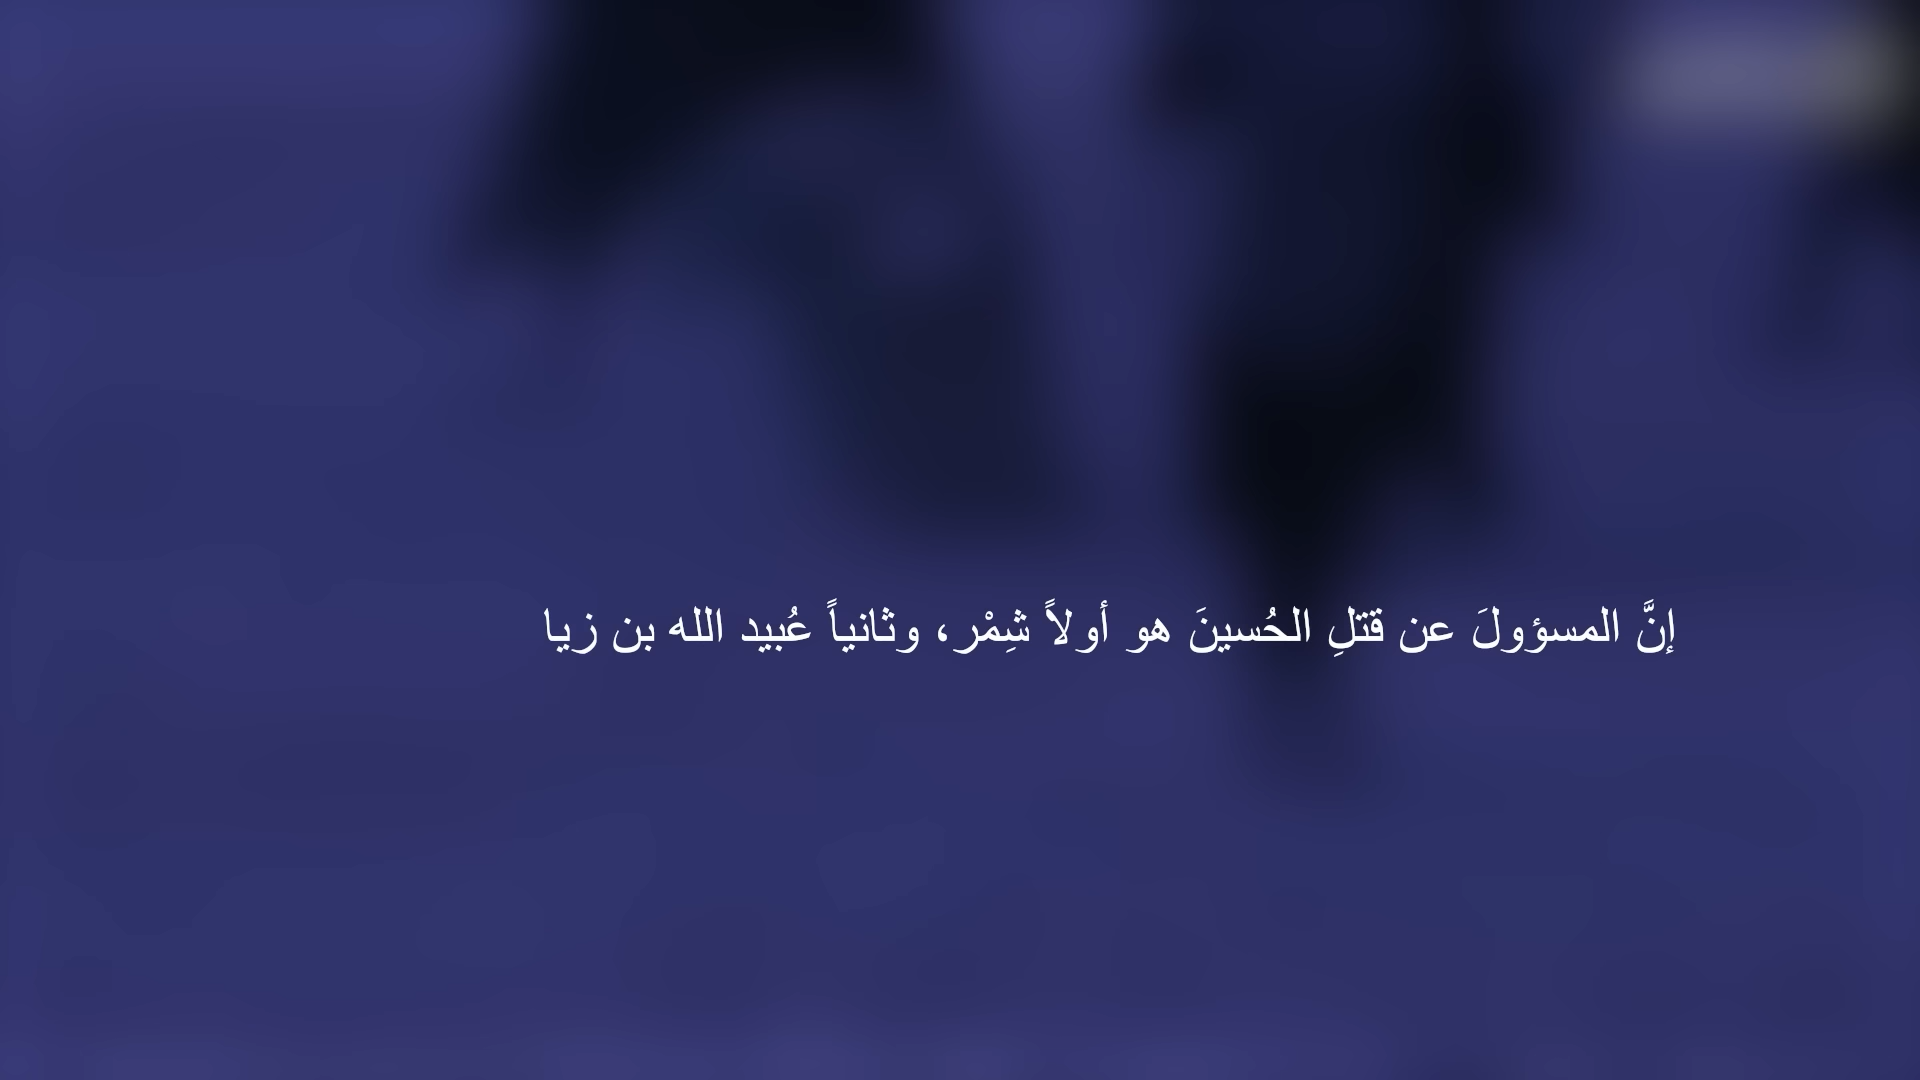 إنَّ المسؤولَ عن قتلِ الحُسينَ هو أولاً شِمْر، وثانياً عُبيد الله بن زيا